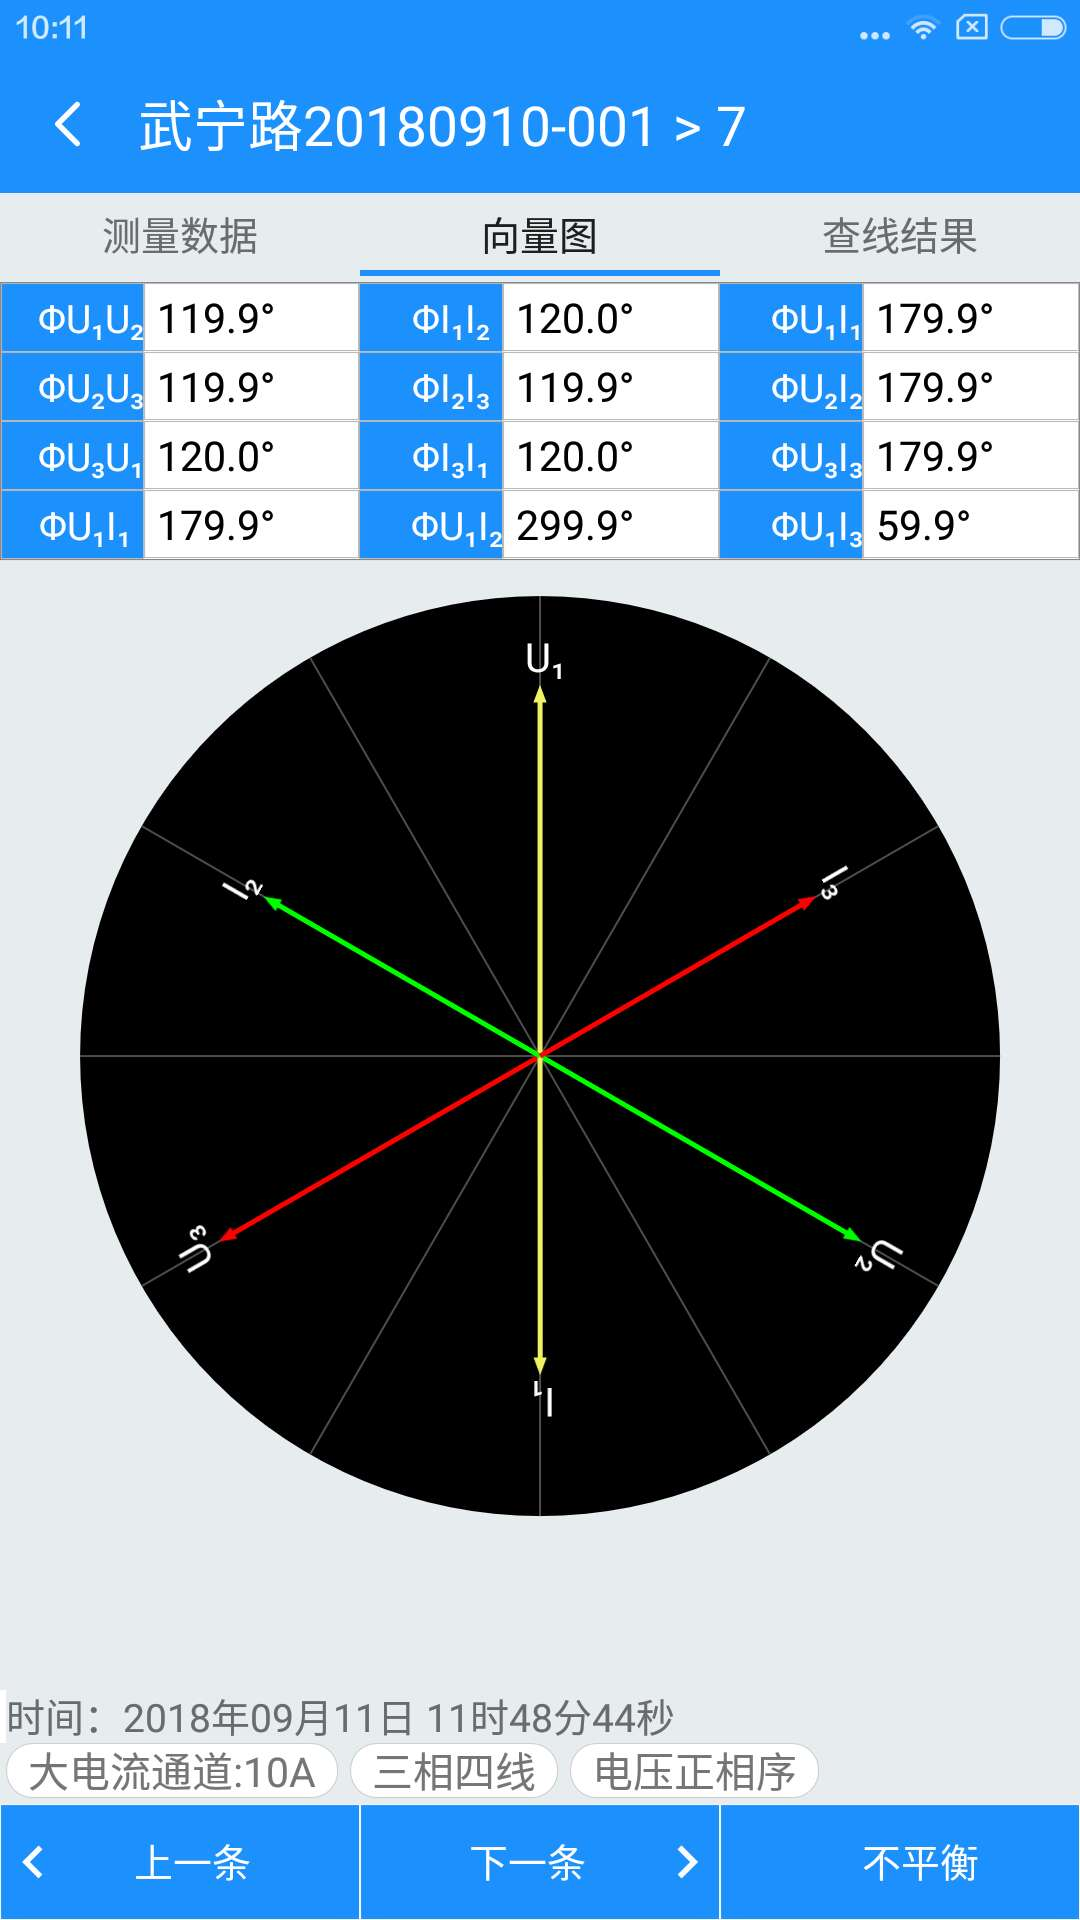 10:11
武宁路20180910-001 > 7
测量数据 向量图 查线结果
ΦU₁U₂ 119.9° ΦI₁I₂ 120.0° ΦU₁I₁ 179.9°
ΦU₂U₃ 119.9° ΦI₂I₃ 119.9° ΦU₂I₂ 179.9°
ΦU₃U₁ 120.0° ΦI₃I₁ 120.0° ΦU₃I₃ 179.9°
ΦU₁I₁ 179.9° ΦU₁I₂ 299.9° ΦU₁I₃ 59.9°
U₁
I₂ I₃
U₃ U₂
I₁
时间：2018年09月11日 11时48分44秒
大电流通道:10A 三相四线 电压正相序
上一条 下一条 不平衡